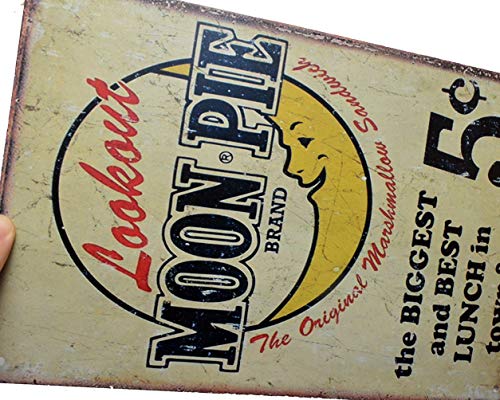 Lookout
MOON PIE®
BRAND
The Original Marshmallow Sandwich
5¢
the BIGGEST
and BEST
LUNCH in